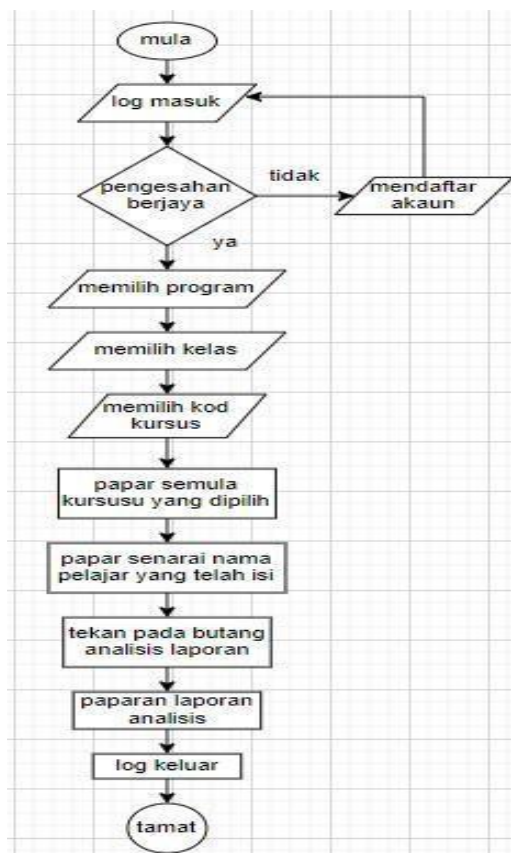 mula
log masuk
pengesahan
berjaya
tidak
mendaftar
akaun
ya
memilih program
memilih kelas
memilih kod
kursus
papar semula
kursusu yang dipilih
papar senarai nama
pelajar yang telah isi
tekan pada butang
analisis laporan
paparan laporan
analisis
log keluar
tamat